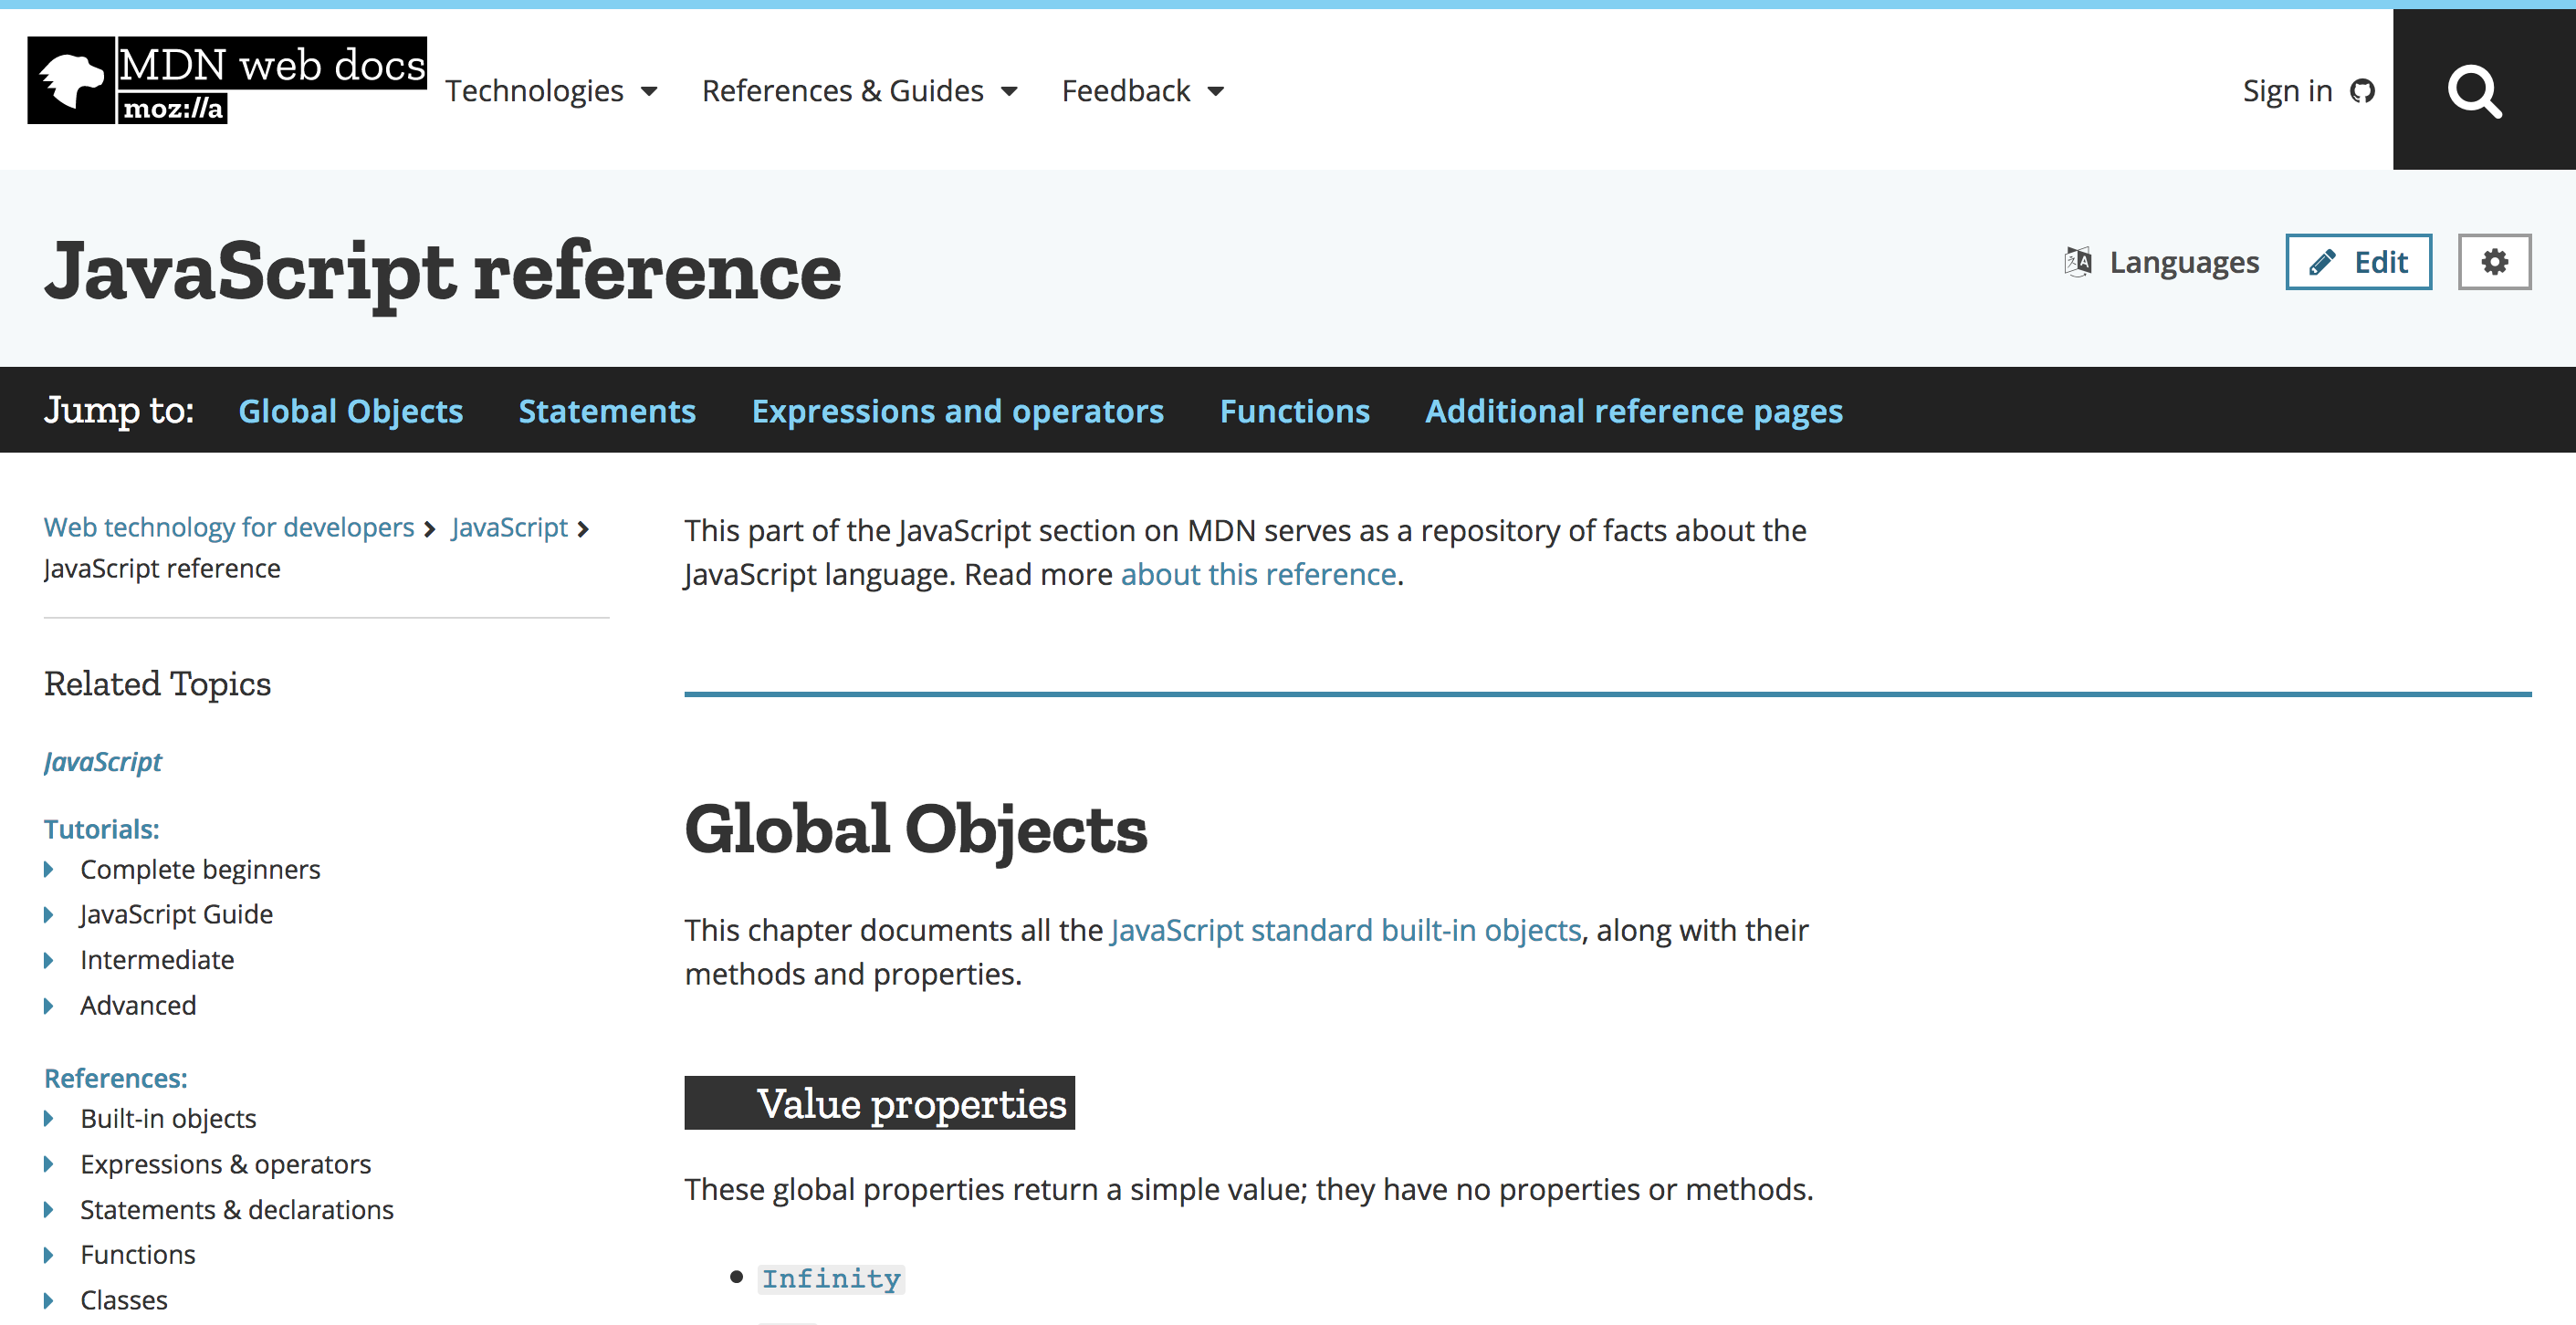 MDN web docs
moz://a
Technologies
References & Guides
Feedback
Sign in
JavaScript reference
Languages
Edit
Jump to:
Global Objects
Statements
Expressions and operators
Functions
Additional reference pages
Web technology for developers
JavaScript
JavaScript reference
Related Topics
JavaScript
Tutorials:
Complete beginners
JavaScript Guide
Intermediate
Advanced
References:
Built-in objects
Expressions & operators
Statements & declarations
Functions
Classes
This part of the JavaScript section on MDN serves as a repository of facts about the
JavaScript language. Read more about this reference.
Global Objects
This chapter documents all the JavaScript standard built-in objects, along with their
methods and properties.
Value properties
These global properties return a simple value; they have no properties or methods.
Infinity